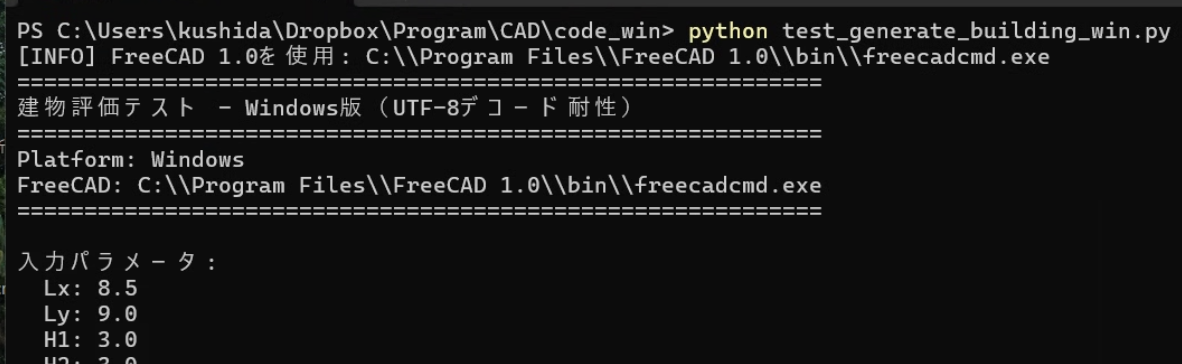 PS C:\Users\kushida\Dropbox\Program\CAD\code_win> python test_generate_building_win.py
[INFO] FreeCAD 1.0を使用: C:\\Program Files\\FreeCAD 1.0\\bin\\freecadcmd.exe
============================================================
建物評価テスト - Windows版（UTF-8デコード耐性）
============================================================
Platform: Windows
FreeCAD: C:\\Program Files\\FreeCAD 1.0\\bin\\freecadcmd.exe
============================================================
入力パラメータ:
Lx: 8.5
Ly: 9.0
H1: 3.0
H2: 3.0